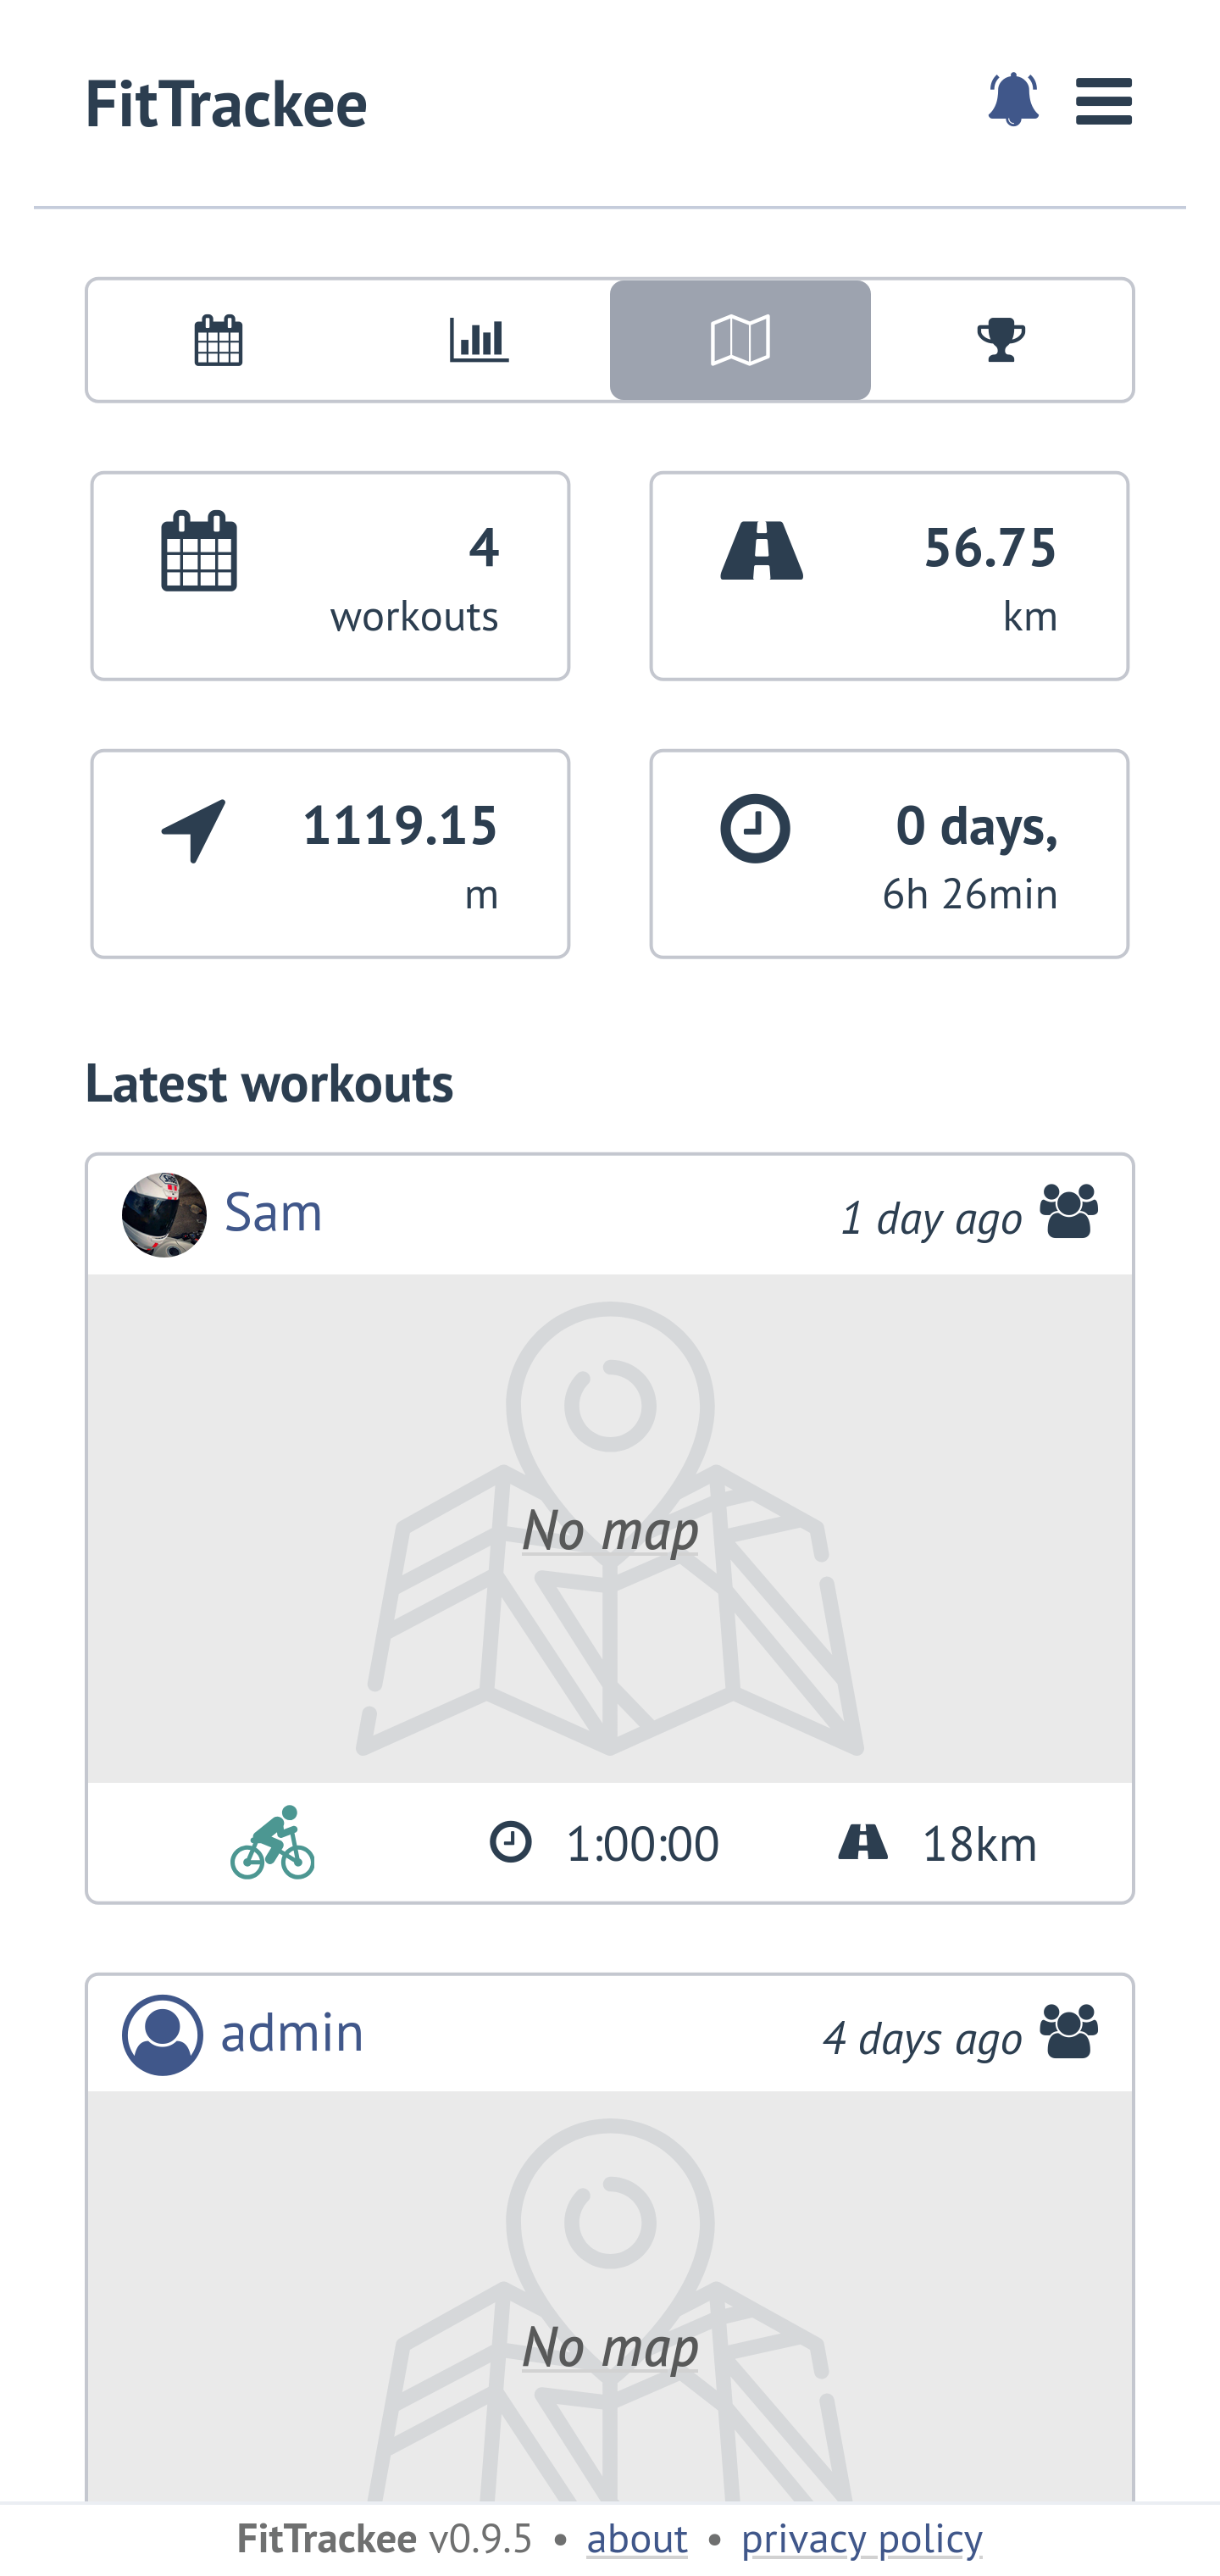 FitTrackee
4
workouts
56.75
km
1119.15
m
0 days,
6h 26min
Latest workouts
Sam 1 day ago
No map
1:00:00 18km
admin 4 days ago
No map
FitTrackee v0.9.5 • about • privacy policy